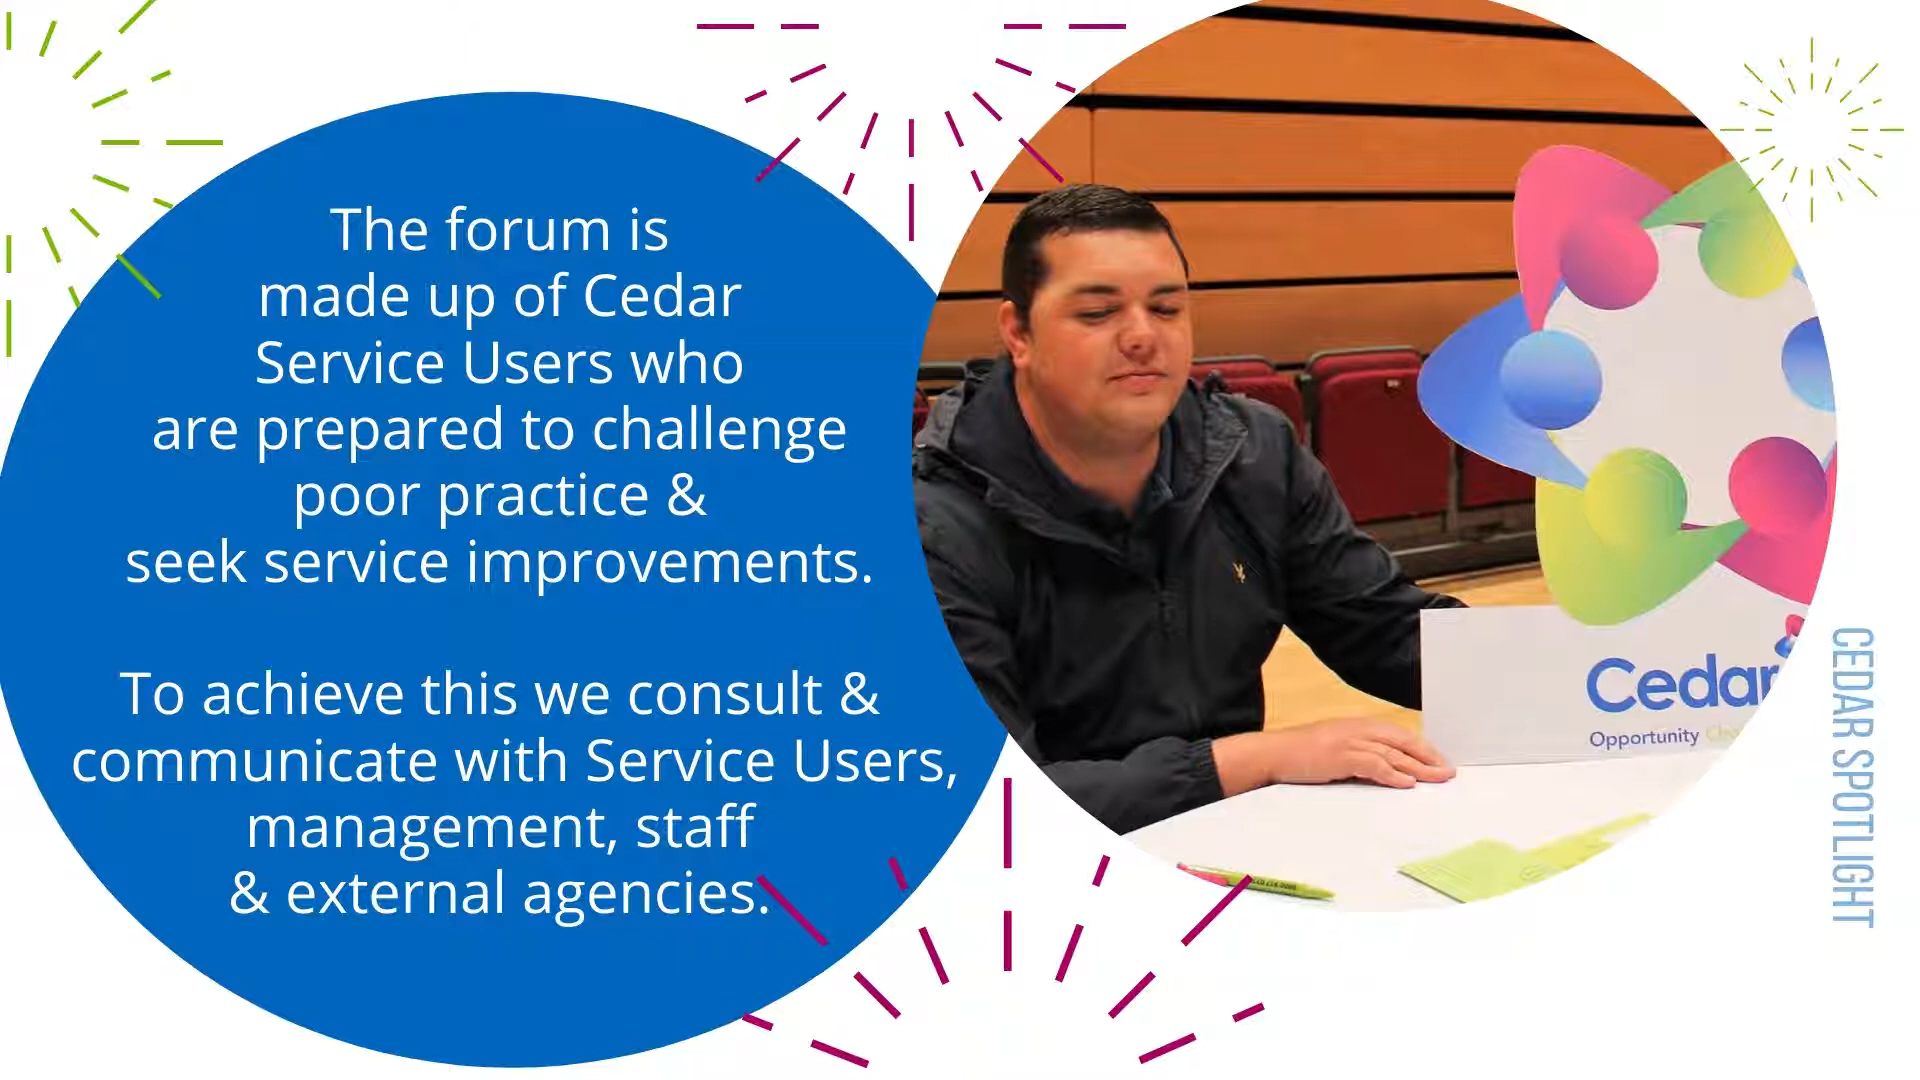 The forum is
made up of Cedar
Service Users who
are prepared to challenge
poor practice &
seek service improvements.
To achieve this we consult &
communicate with Service Users,
management, staff
& external agencies.
Cedar
Opportunity
CEDAR SPOTLIGHT